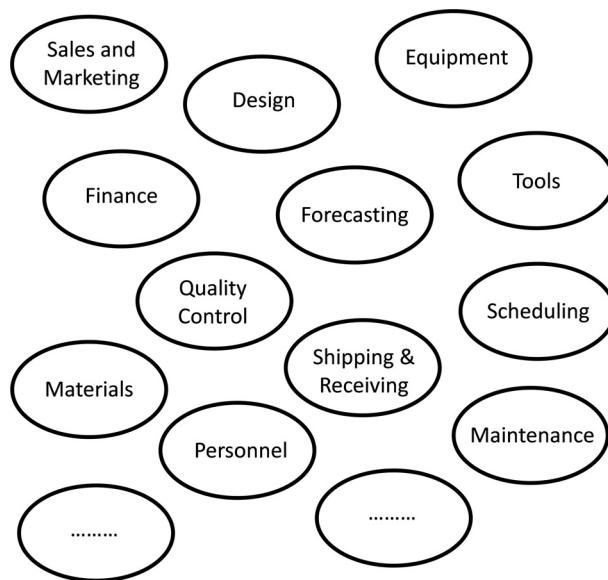 Sales and
Marketing
Equipment
Design
Finance
Forecasting
Tools
Quality
Control
Scheduling
Shipping &
Receiving
Materials
Personnel
Maintenance
.........
.........